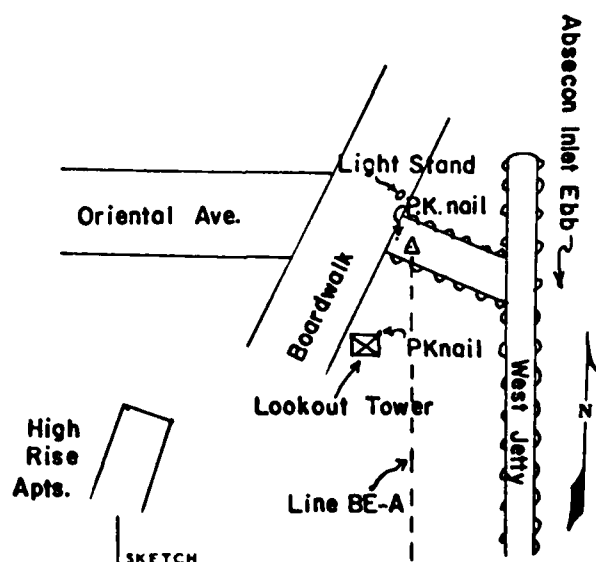 Absecon Inlet Ebb
Light Stand
P.K. nail
Oriental Ave.
Boardwalk
PK nail
Lookout Tower
West Jetty
N
High
Rise
Apts.
Line BE-A
SKETCH